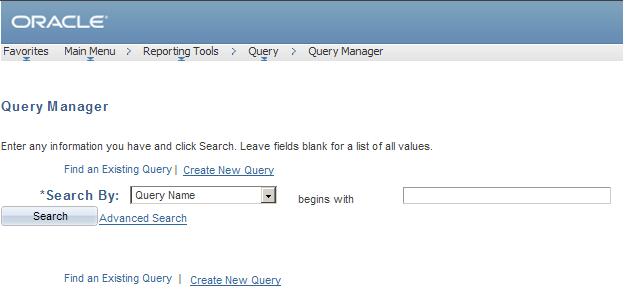 ORACLE
Favorites Main Menu > Reporting Tools > Query > Query Manager
Query Manager
Enter any information you have and click Search. Leave fields blank for a list of all values.
Find an Existing Query | Create New Query
*Search By: Query Name begins with
Search Advanced Search
Find an Existing Query | Create New Query